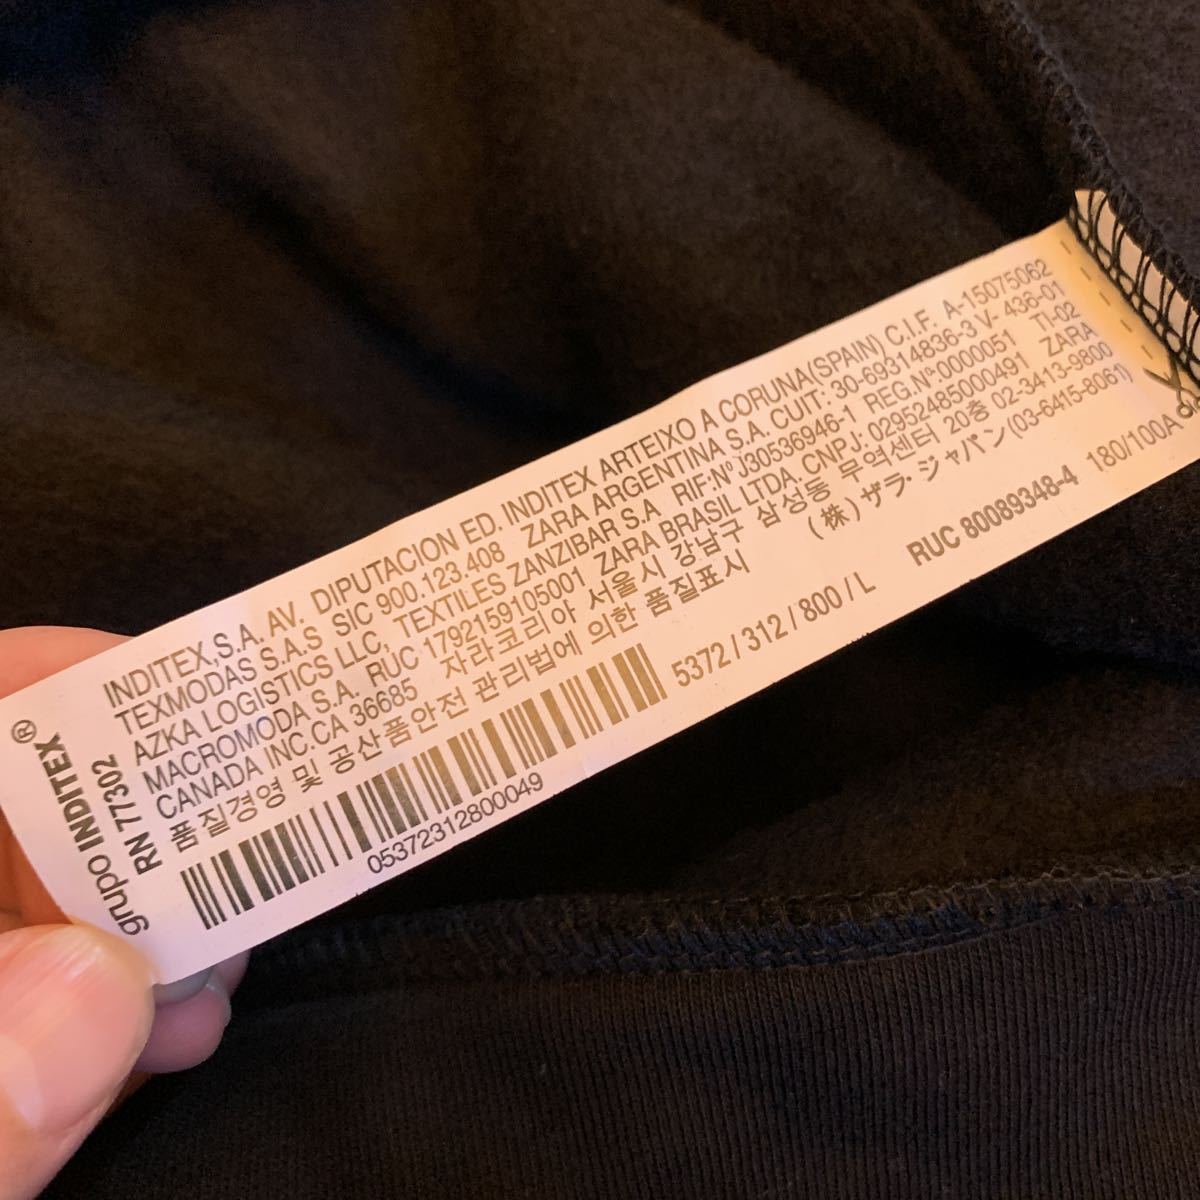 grupo INDITEX®
RN 77302
INDITEX,S.A. AV. DIPUTACION ED. INDITEX ARTEIXO A CORUNA(SPAIN) C.I.F. A-15075062
TEXMODAS S.A.S SIC 900.123.408 ZARA ARGENTINA S.A. CUIT: 30-69314836-3 V- 436-01
AZKA LOGISTICS LLC, TEXTILES ZANZIBAR S.A RIF:Nº J30536946-1 REG.Nª0000051 TI-02
MACROMODA S.A. RUC 1792159105001 ZARA BRASIL LTDA. CNPJ: 02952485000491 ZARA
CANADA INC.CA 36685 자라코리아 서울시 강남구 삼성동 무역센터 20층 02-3413-9800
품질경영 및 공산품안전 관리법에 의한 품질표시 (株) ザラ・ジャパン (03-6415-8061)
RUC 80089348-4 180/100A
5372 / 312 / 800 / L
05372312800049